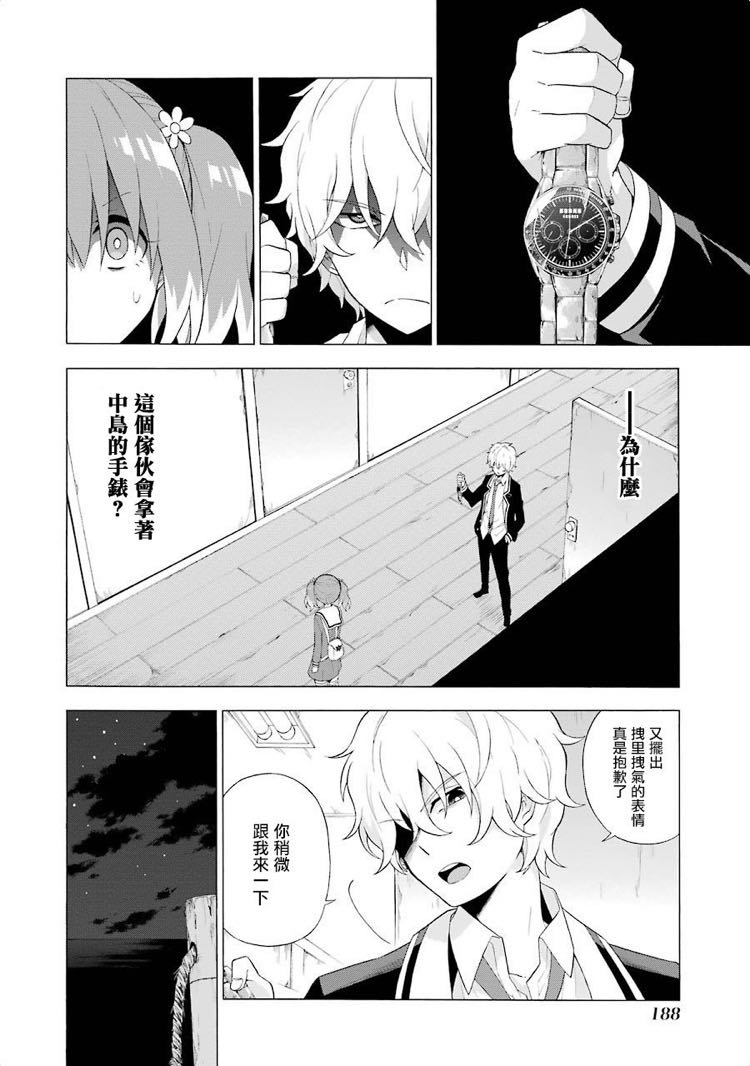 ——為什麼
這個傢伙會拿著
中島的手錶？
又擺出
拽里拽氣的表情
真是抱歉了
你稍微
跟我來一下
188